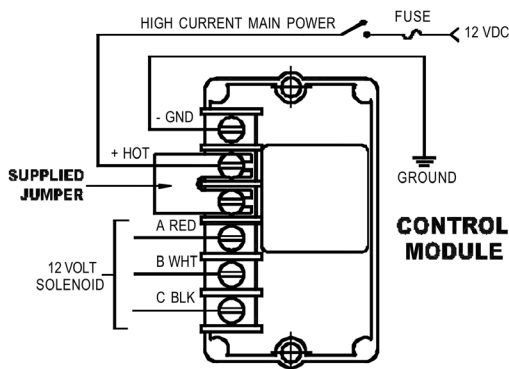 HIGH CURRENT MAIN POWER
FUSE
12 VDC
- GND
+ HOT
SUPPLIED
JUMPER
GROUND
A RED
CONTROL
MODULE
B WHT
12 VOLT
SOLENOID
C BLK